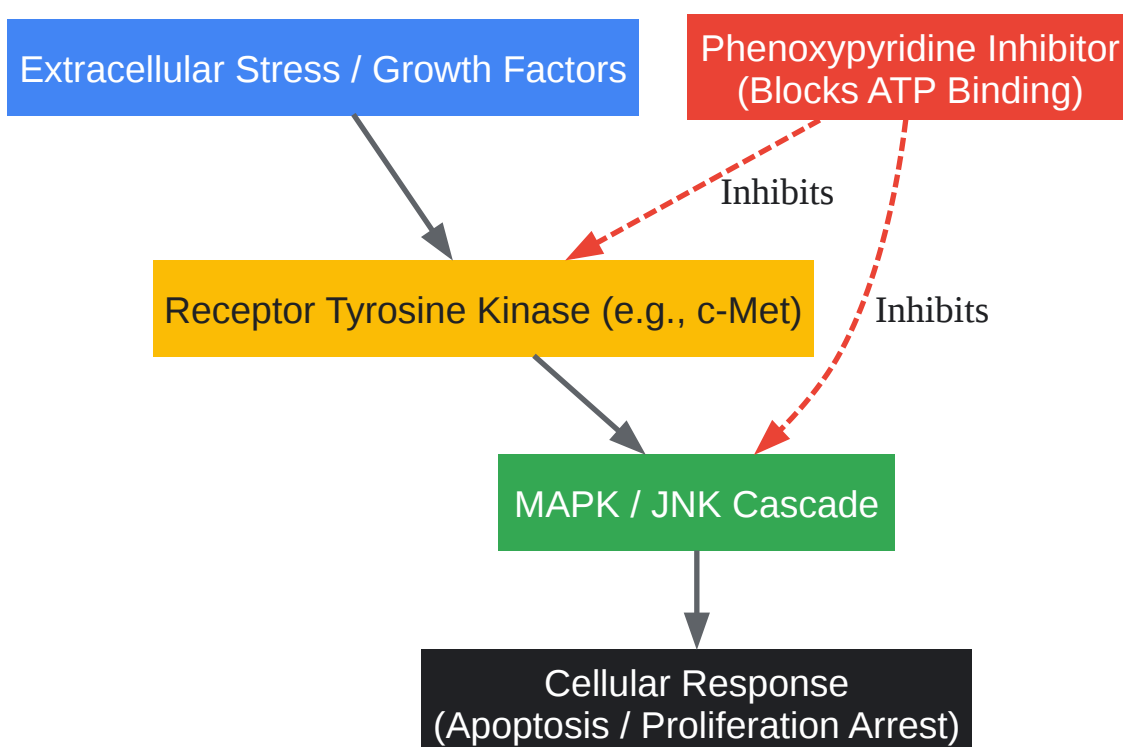 Extracellular Stress / Growth Factors
Phenoxypyridine Inhibitor
(Blocks ATP Binding)
Inhibits
Receptor Tyrosine Kinase (e.g., c-Met)
Inhibits
MAPK / JNK Cascade
Cellular Response
(Apoptosis / Proliferation Arrest)